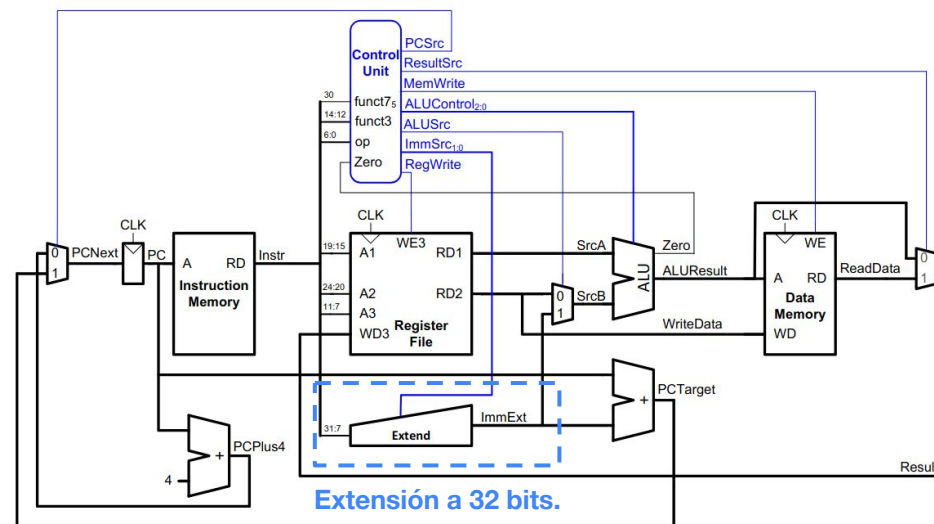 PCSrc
Control
Unit
ResultSrc
MemWrite
30
funct7₅
ALUControl₂:₀
14:12
funct3
ALUSrc
6:0
op
ImmSrc₁:₀
Zero
RegWrite
CLK
CLK
CLK
0
1
PCNext
PC
A
RD
Instruction
Memory
Instr
19:15
A1
WE3
RD1
SrcA
Zero
ALU
ALUResult
WE
A
RD
ReadData
0
1
24:20
A2
RD2
0
1
SrcB
Data
Memory
11:7
A3
WD3
Register
File
WriteData
WD
31:7
Extend
ImmExt
+
PCTarget
PCPlus4
+
4
Resul
Extensión a 32 bits.